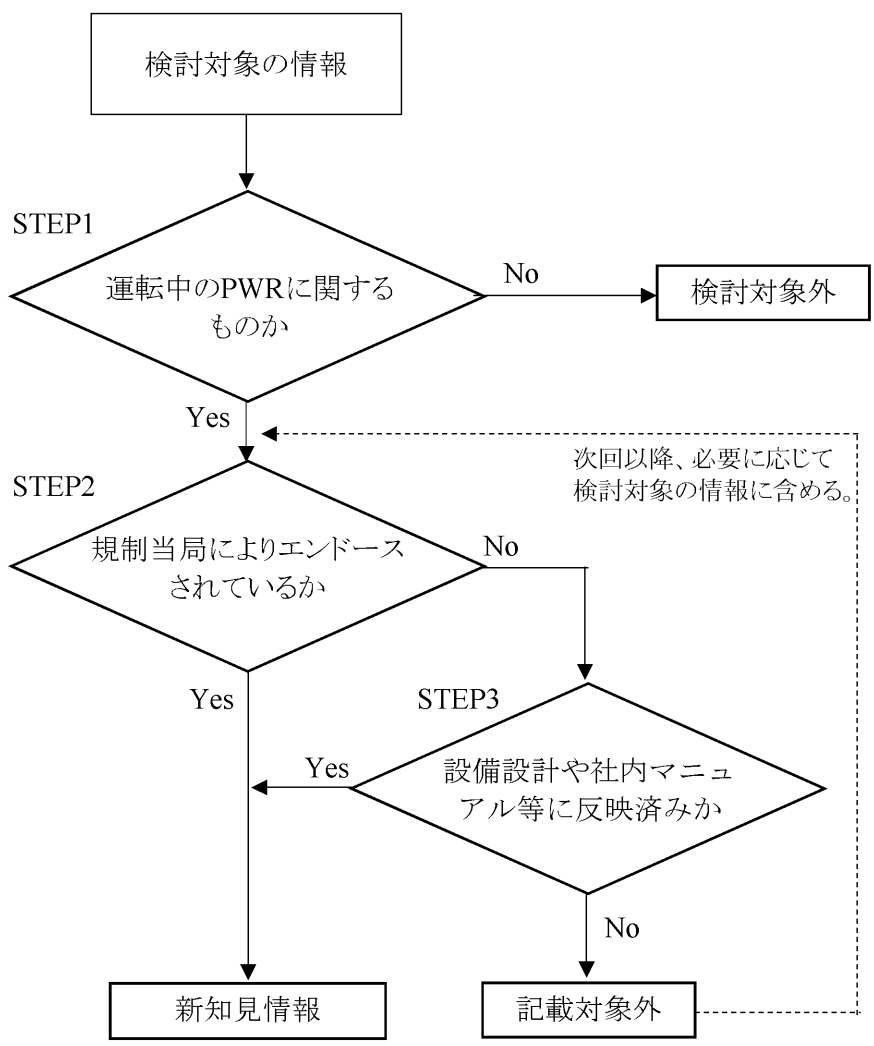 検討対象の情報
STEP1
運転中のPWRに関する
ものか
No
検討対象外
Yes
次回以降、必要に応じて
検討対象の情報に含める。
STEP2
規制当局によりエンドース
されているか
No
Yes
STEP3
Yes
設備設計や社内マニュ
アル等に反映済みか
No
新知見情報
記載対象外